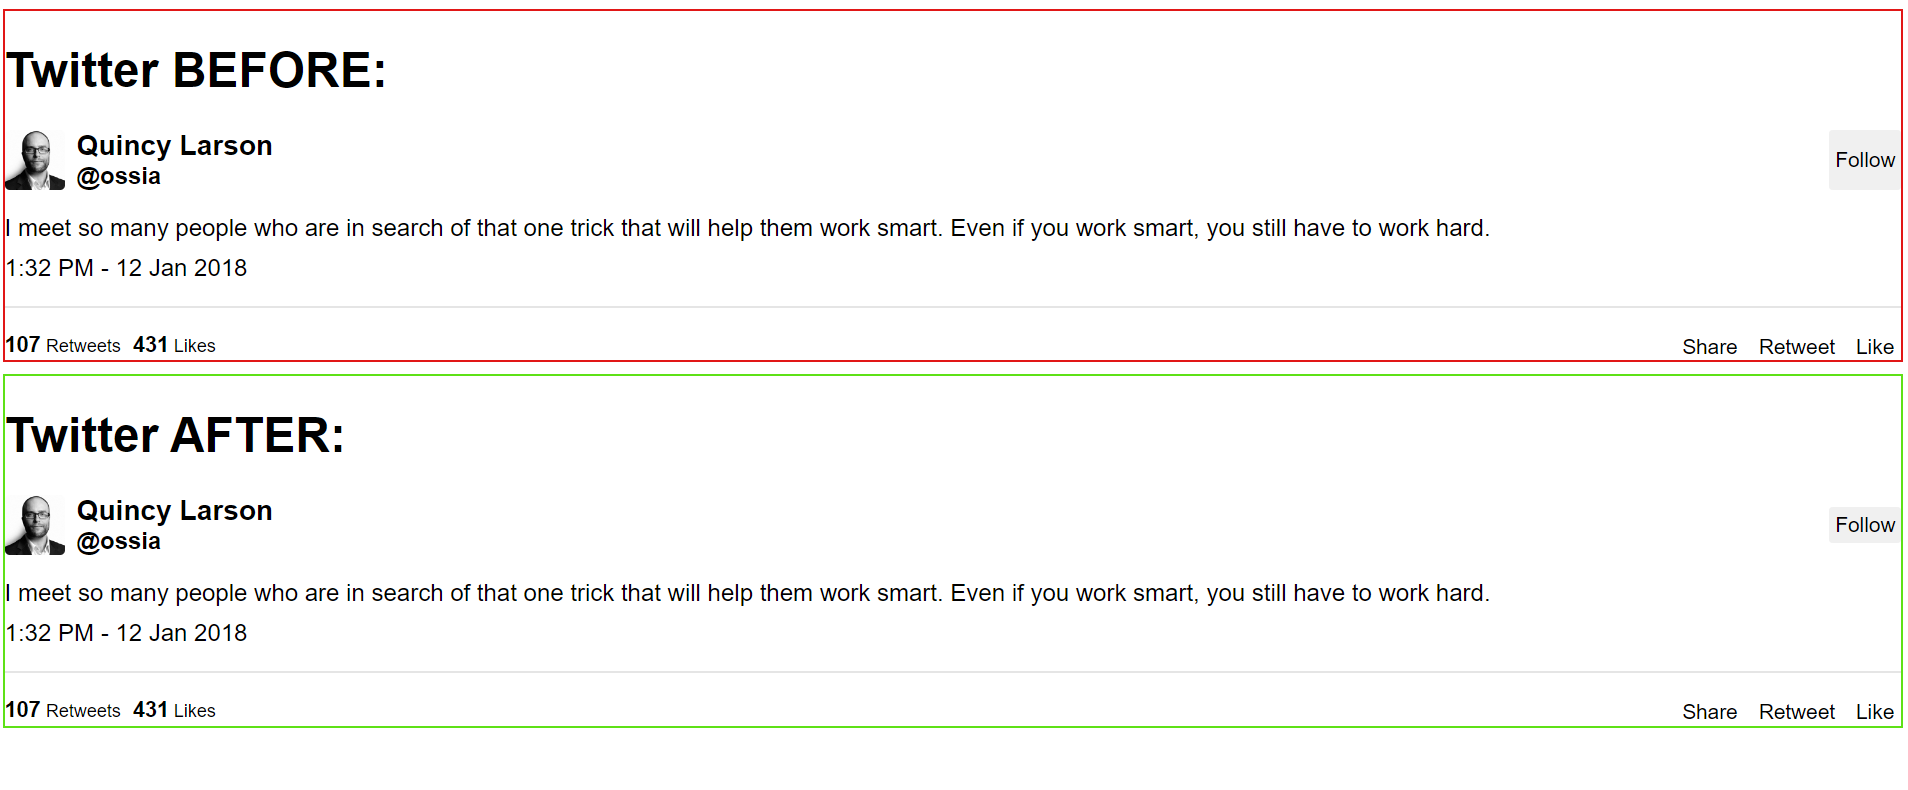 Twitter BEFORE:
Quincy Larson
@ossia
Follow
I meet so many people who are in search of that one trick that will help them work smart. Even if you work smart, you still have to work hard.
1:32 PM - 12 Jan 2018
107 Retweets 431 Likes
Share Retweet Like
Twitter AFTER:
Quincy Larson
@ossia
Follow
I meet so many people who are in search of that one trick that will help them work smart. Even if you work smart, you still have to work hard.
1:32 PM - 12 Jan 2018
107 Retweets 431 Likes
Share Retweet Like